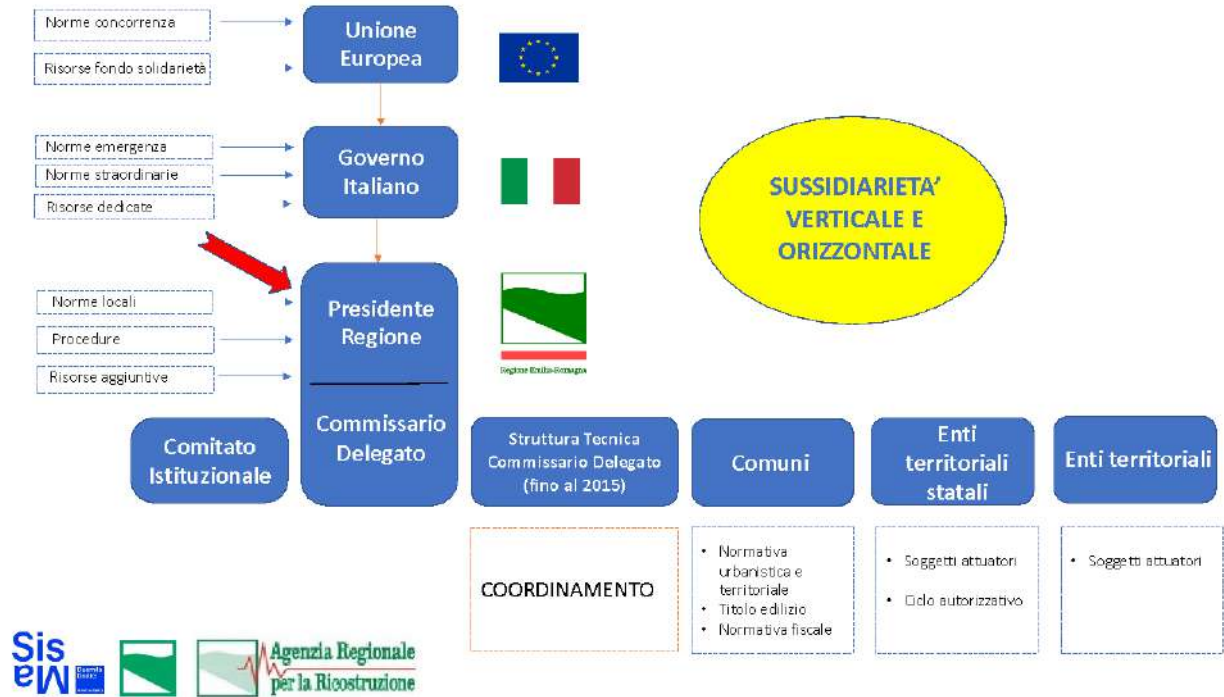 Norme concorrenza
Risorse fondo solidarietà
Unione
Europea
Norme emergenza
Norme straordinarie
Risorse dedicate
Governo
Italiano
SUSSIDIARIETA’
VERTICALE E
ORIZZONTALE
Norme locali
Procedure
Risorse aggiuntive
Presidente
Regione
Regione Emilia-Romagna
Comitato
Istituzionale
Commissario
Delegato
Struttura Tecnica
Commissario Delegato
(fino al 2015)
Comuni
Enti
territoriali
statali
Enti territoriali
COORDINAMENTO
• Normativa
urbanistica e
territoriale
• Titolo edilizio
• Normativa fiscale
• Soggetti attuatori
• Ciclo autorizzativo
• Soggetti attuatori
Sis
Ma
Agenzia Regionale
per la Ricostruzione